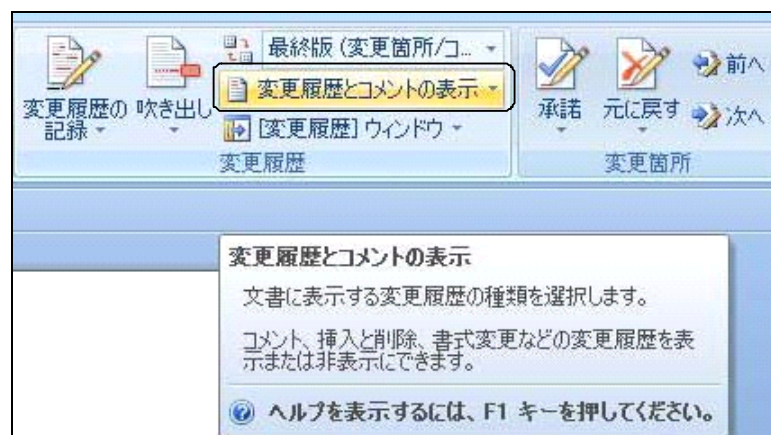 最終版 (変更箇所/コ...
変更履歴とコメントの表示
[変更履歴] ウィンドウ
変更履歴の
記録
吹き出し
変更履歴
承諾
元に戻す
前へ
次へ
変更箇所
変更履歴とコメントの表示
文書に表示する変更履歴の種類を選択します。
コメント、挿入と削除、書式変更などの変更履歴を表
示または非表示にできます。
ヘルプを表示するには、F1 キーを押してください。